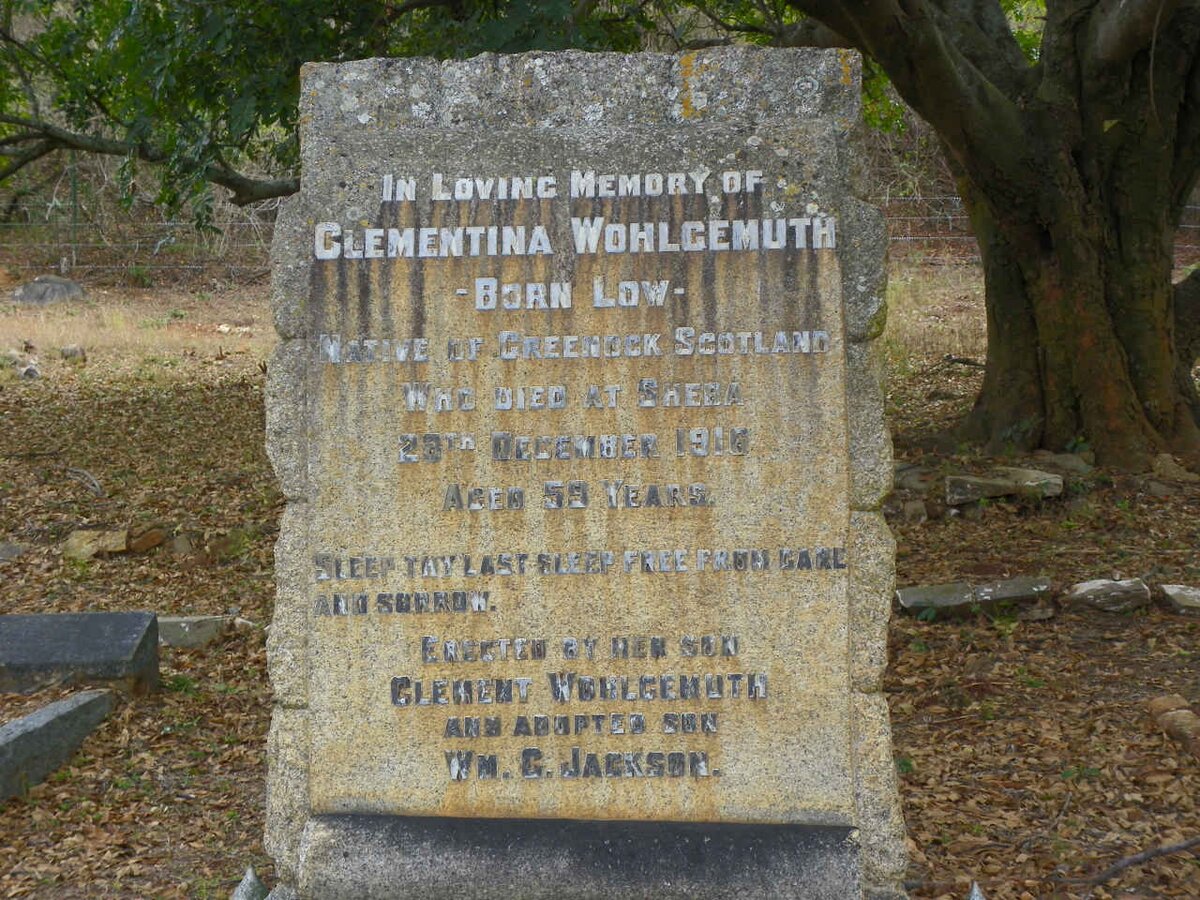 IN LOVING MEMORY OF
CLEMENTINA WOHLGEMUTH
- BORN LOW -
NATIVE OF GREENOCK SCOTLAND
WHO DIED AT SHEBA
29TH DECEMBER 1916
AGED 59 YEARS.
SLEEP THY LAST SLEEP FREE FROM CARE
AND SORROW.
ERECTED BY HER SON
CLEMENT WOHLGEMUTH
AND ADOPTED SON
WM. C. JACKSON.